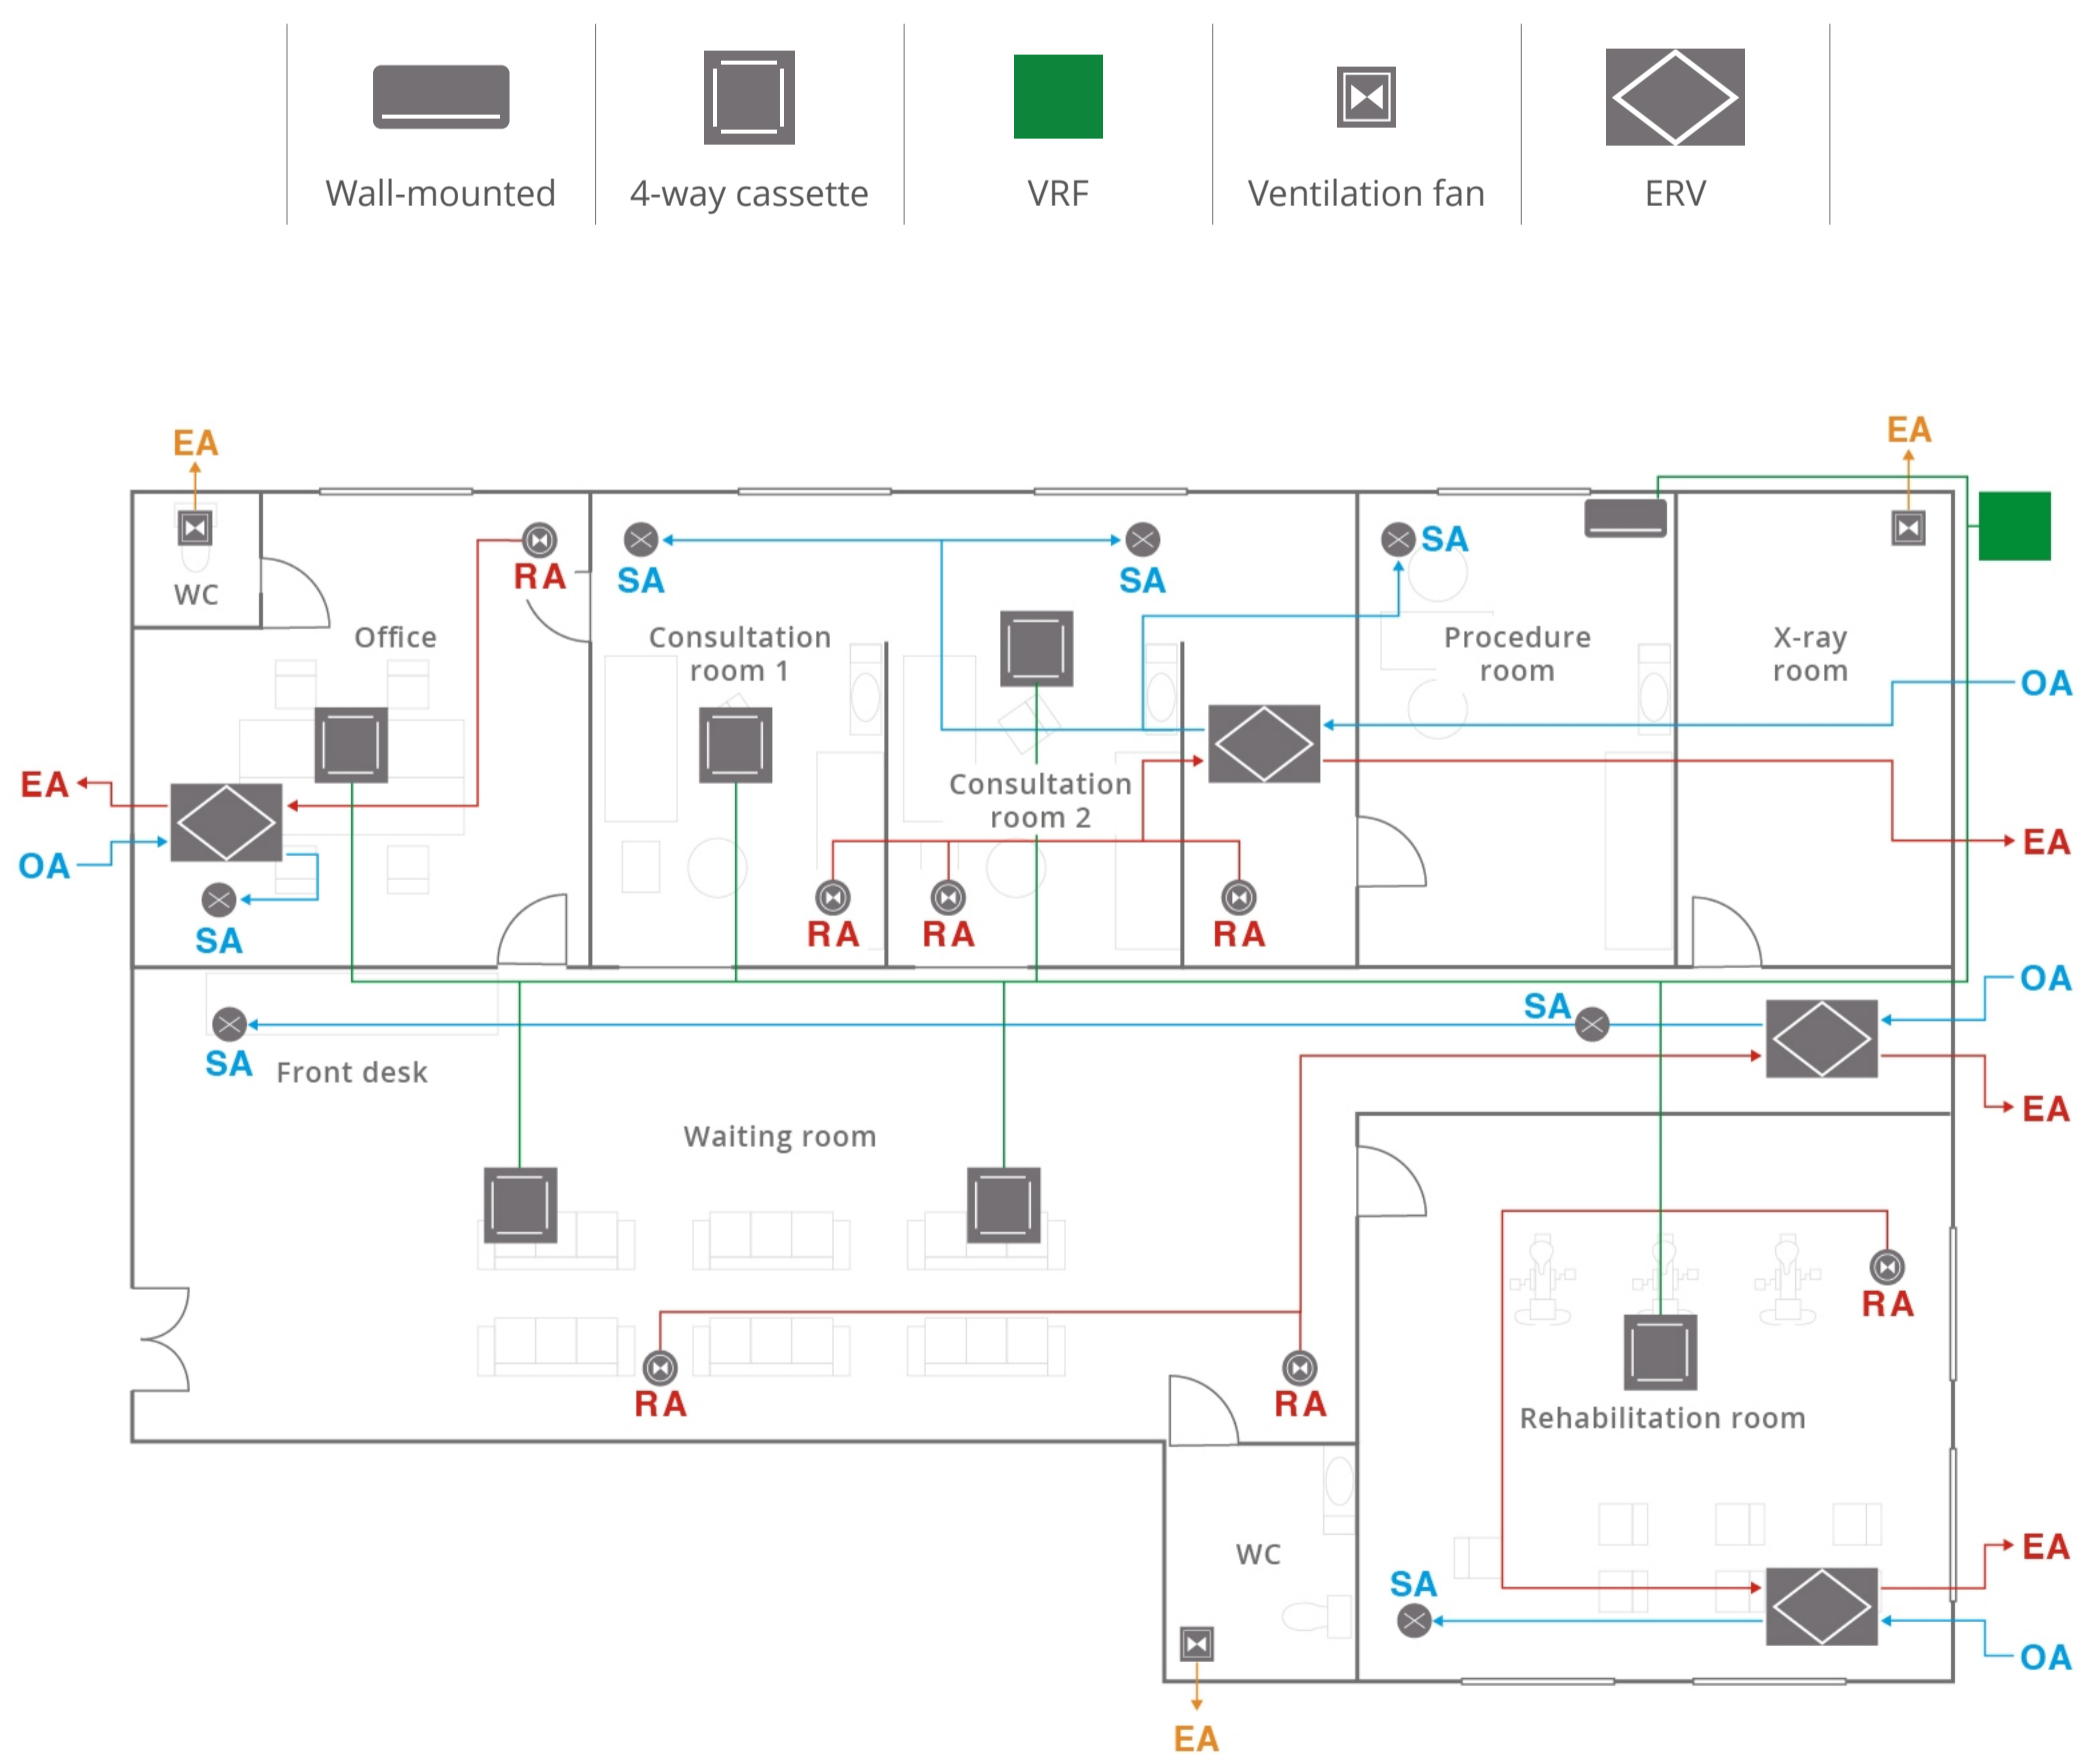 Wall-mounted
4-way cassette
VRF
Ventilation fan
ERV
EA
EA
WC
RA
SA
SA
SA
Office
Consultation
room 1
Procedure
room
X-ray
room
OA
EA
Consultation
room 2
EA
OA
SA
RA
RA
RA
OA
SA
SA
Front desk
EA
Waiting room
RA
RA
RA
Rehabilitation room
EA
WC
SA
OA
EA